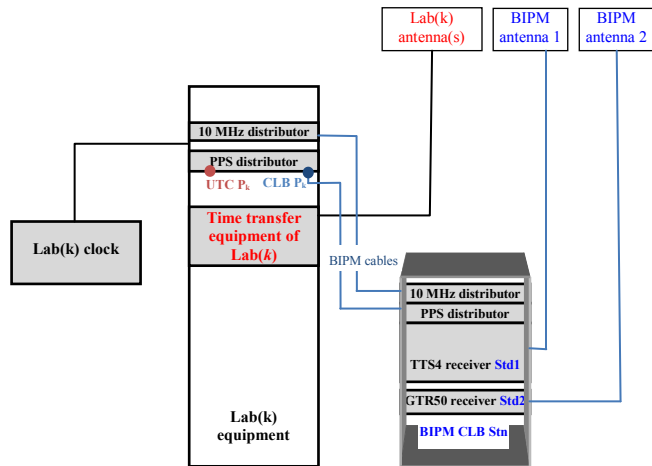 Lab(k)
antenna(s)
BIPM
antenna 1
BIPM
antenna 2
10 MHz distributor
PPS distributor
UTC Pk
CLB Pk
Time transfer
equipment of
Lab(k)
Lab(k) clock
BIPM cables
10 MHz distributor
PPS distributor
TTS4 receiver Std1
GTR50 receiver Std2
BIPM CLB Stn
Lab(k)
equipment